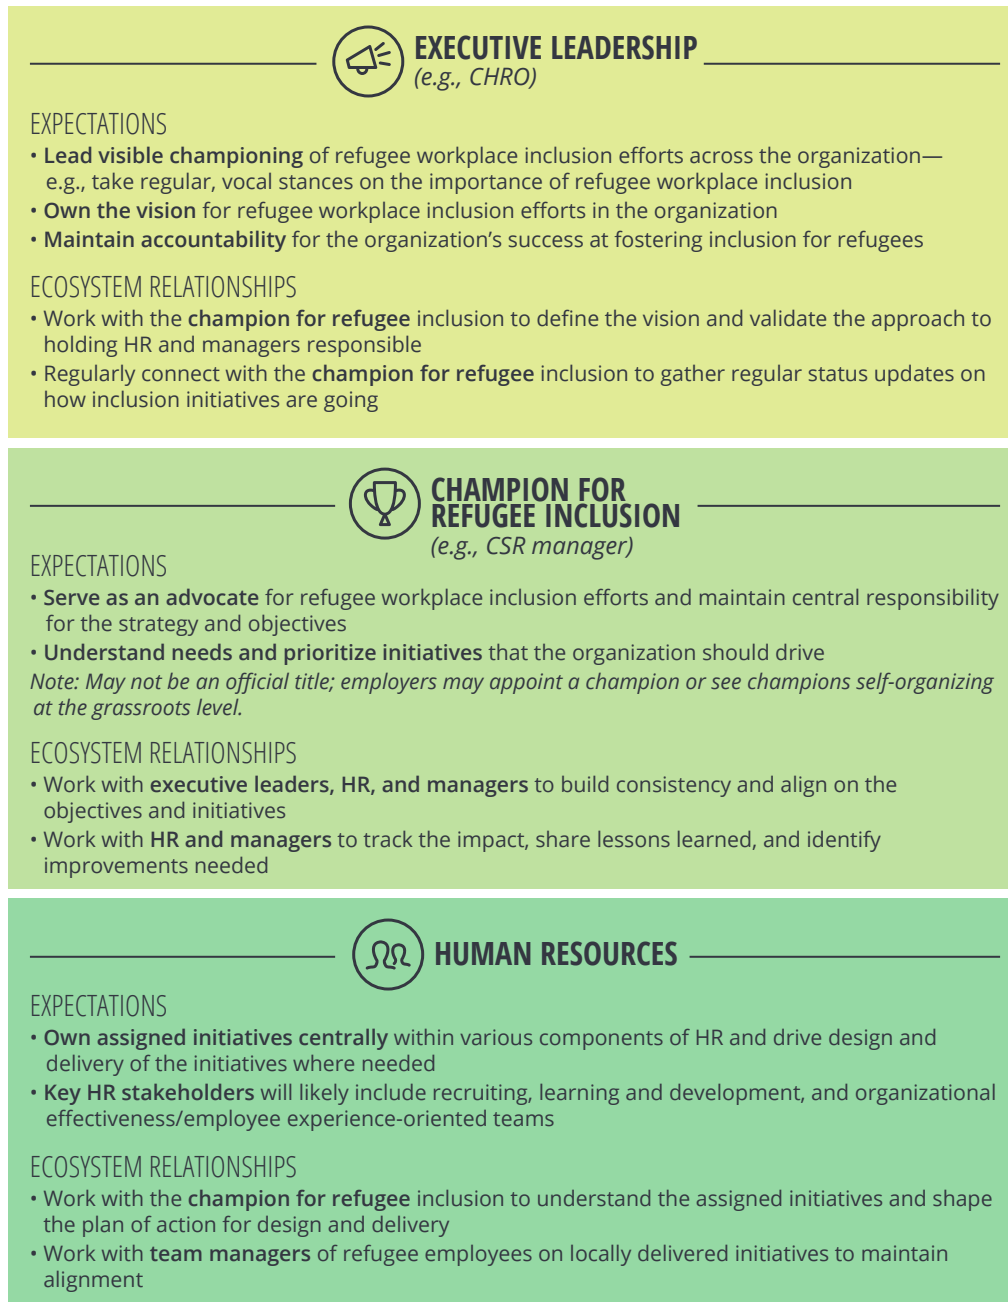 EXECUTIVE LEADERSHIP
(e.g., CHRO)
EXPECTATIONS
• Lead visible championing of refugee workplace inclusion efforts across the organization—
e.g., take regular, vocal stances on the importance of refugee workplace inclusion
• Own the vision for refugee workplace inclusion efforts in the organization
• Maintain accountability for the organization’s success at fostering inclusion for refugees
ECOSYSTEM RELATIONSHIPS
• Work with the champion for refugee inclusion to define the vision and validate the approach to
holding HR and managers responsible
• Regularly connect with the champion for refugee inclusion to gather regular status updates on
how inclusion initiatives are going
CHAMPION FOR
REFUGEE INCLUSION
(e.g., CSR manager)
EXPECTATIONS
• Serve as an advocate for refugee workplace inclusion efforts and maintain central responsibility
for the strategy and objectives
• Understand needs and prioritize initiatives that the organization should drive
Note: May not be an official title; employers may appoint a champion or see champions self-organizing
at the grassroots level.
ECOSYSTEM RELATIONSHIPS
• Work with executive leaders, HR, and managers to build consistency and align on the
objectives and initiatives
• Work with HR and managers to track the impact, share lessons learned, and identify
improvements needed
HUMAN RESOURCES
EXPECTATIONS
• Own assigned initiatives centrally within various components of HR and drive design and
delivery of the initiatives where needed
• Key HR stakeholders will likely include recruiting, learning and development, and organizational
effectiveness/employee experience-oriented teams
ECOSYSTEM RELATIONSHIPS
• Work with the champion for refugee inclusion to understand the assigned initiatives and shape
the plan of action for design and delivery
• Work with team managers of refugee employees on locally delivered initiatives to maintain
alignment